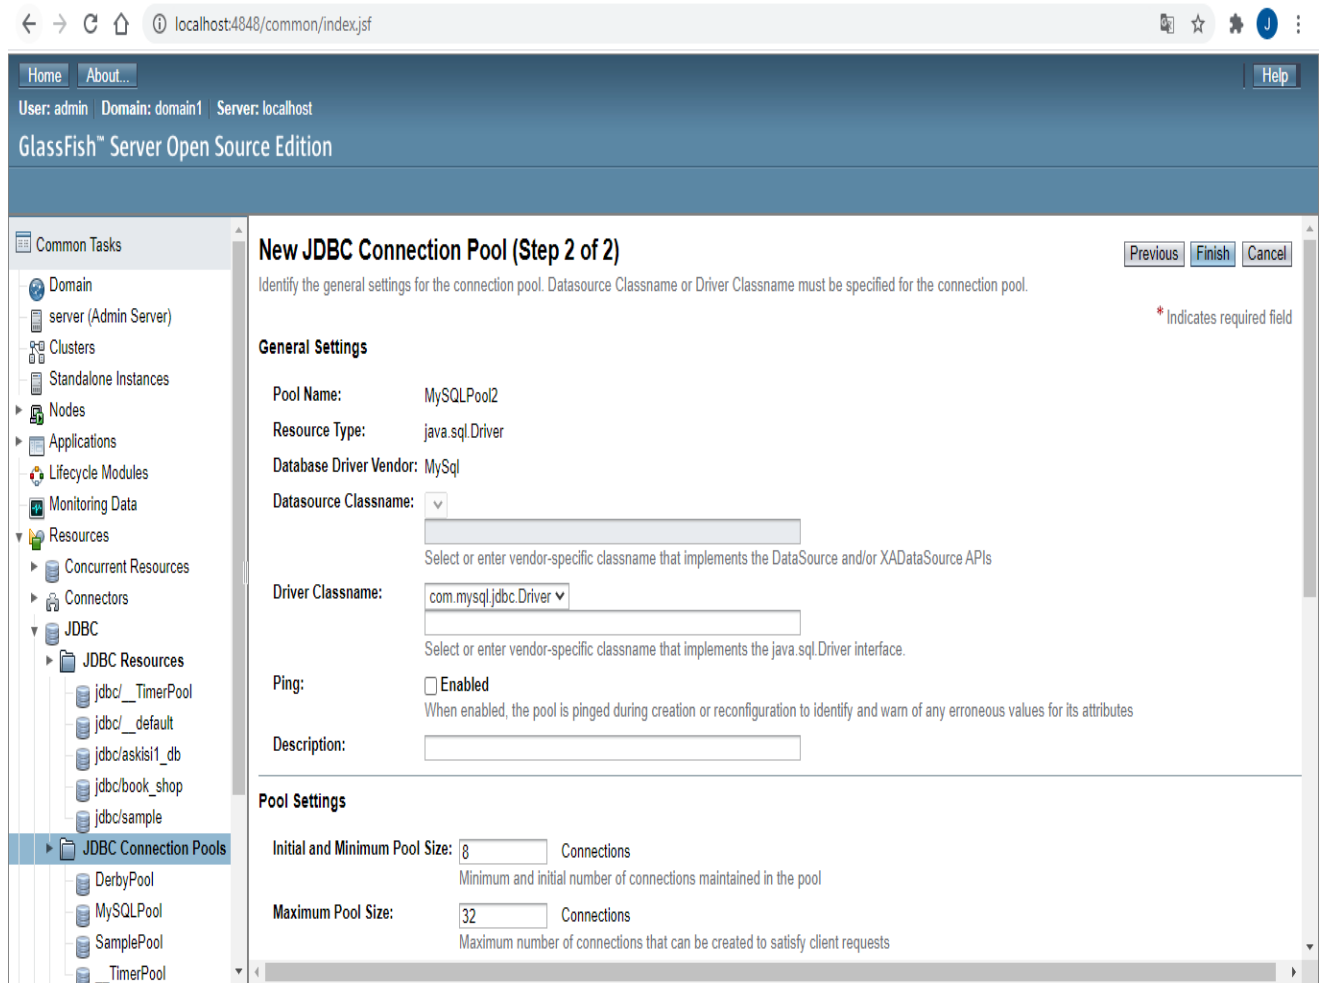 localhost:4848/common/index.jsf
J
Home About...
Help
User: admin Domain: domain1 Server: localhost
GlassFish™ Server Open Source Edition
Common Tasks
Domain
server (Admin Server)
Clusters
Standalone Instances
Nodes
Applications
Lifecycle Modules
Monitoring Data
Resources
Concurrent Resources
Connectors
JDBC
JDBC Resources
jdbc/__TimerPool
jdbc/__default
jdbc/askisi1_db
jdbc/book_shop
jdbc/sample
JDBC Connection Pools
DerbyPool
MySQLPool
SamplePool
__TimerPool
New JDBC Connection Pool (Step 2 of 2)
Previous Finish Cancel
Identify the general settings for the connection pool. Datasource Classname or Driver Classname must be specified for the connection pool.
* Indicates required field
General Settings
Pool Name: MySQLPool2
Resource Type: java.sql.Driver
Database Driver Vendor: MySql
Datasource Classname:
Select or enter vendor-specific classname that implements the DataSource and/or XADataSource APIs
Driver Classname: com.mysql.jdbc.Driver
Select or enter vendor-specific classname that implements the java.sql.Driver interface.
Ping: Enabled
When enabled, the pool is pinged during creation or reconfiguration to identify and warn of any erroneous values for its attributes
Description:
Pool Settings
Initial and Minimum Pool Size: 8 Connections
Minimum and initial number of connections maintained in the pool
Maximum Pool Size: 32 Connections
Maximum number of connections that can be created to satisfy client requests